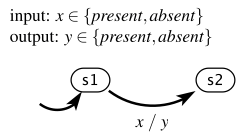 input: x ∈ {present, absent}
output: y ∈ {present, absent}
s1
s2
x / y